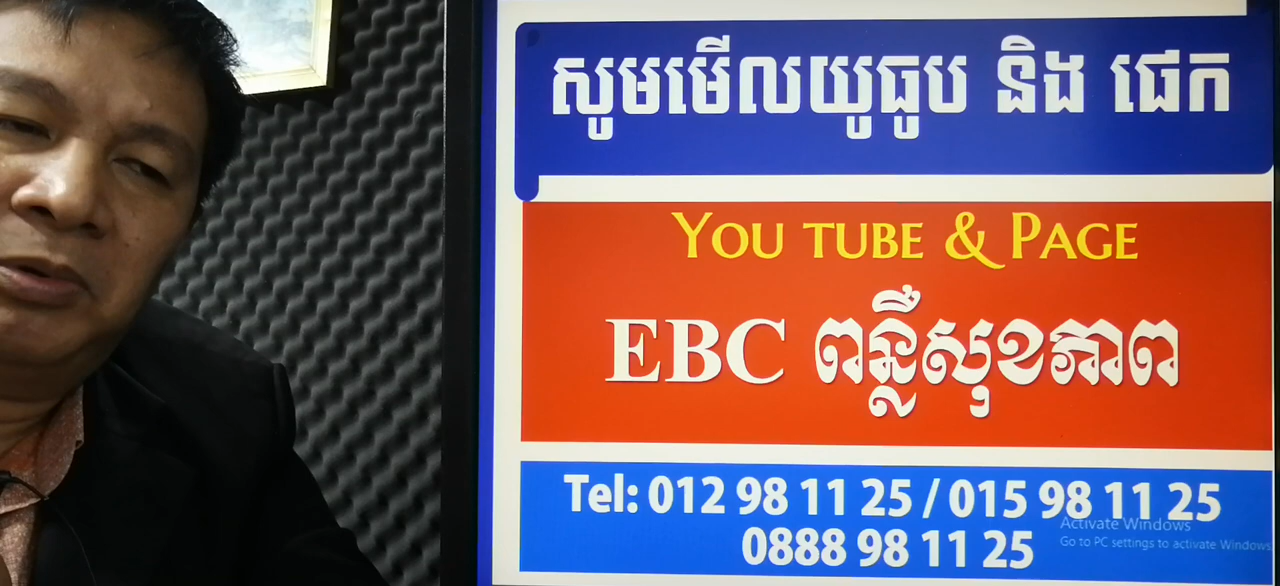 សូមមើលយូធូប និង ផេក
YOU TUBE & PAGE
EBC ពន្លឺសុខភាព
Tel: 012 98 11 25 / 015 98 11 25
0888 98 11 25
Activate Windows
Go to PC settings to activate Windows